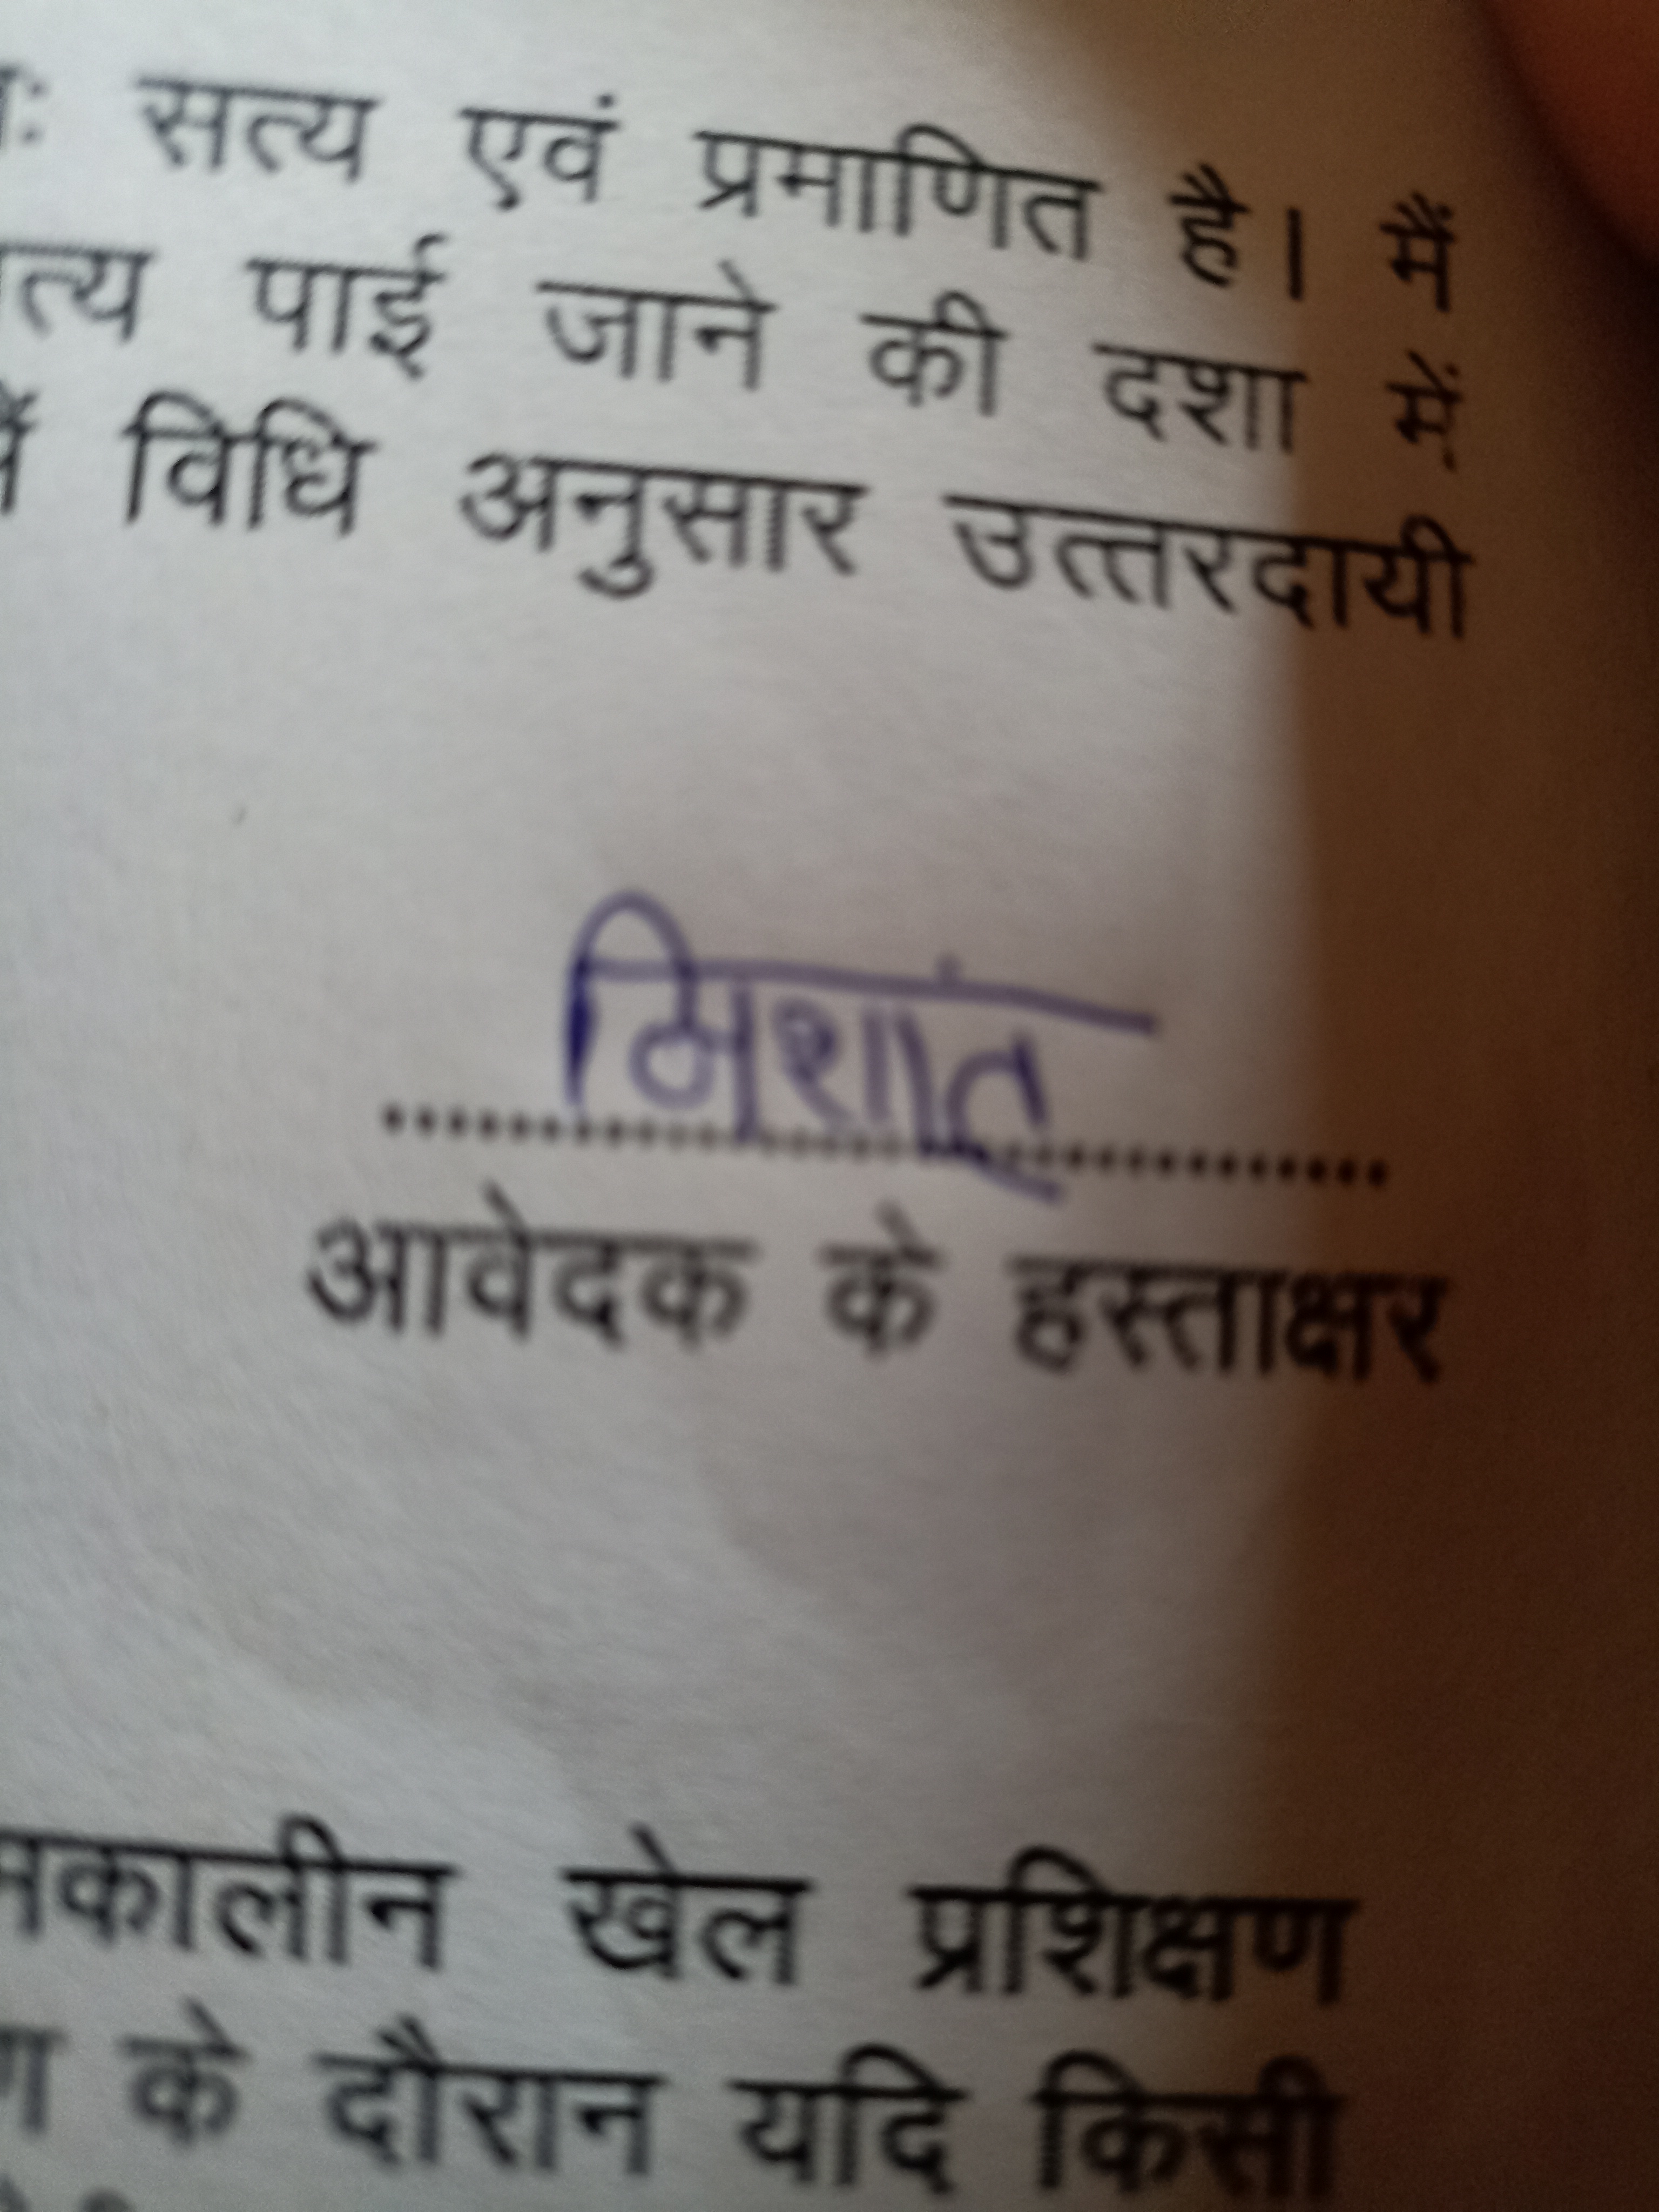 सत्य एवं प्रमाणित है। मैं
पाई जाने की दशा में
विधि अनुसार उत्तरदायी
निशांत
आवेदक के हस्ताक्षर
खेल प्रशिक्षण
के दौरान यदि किसी